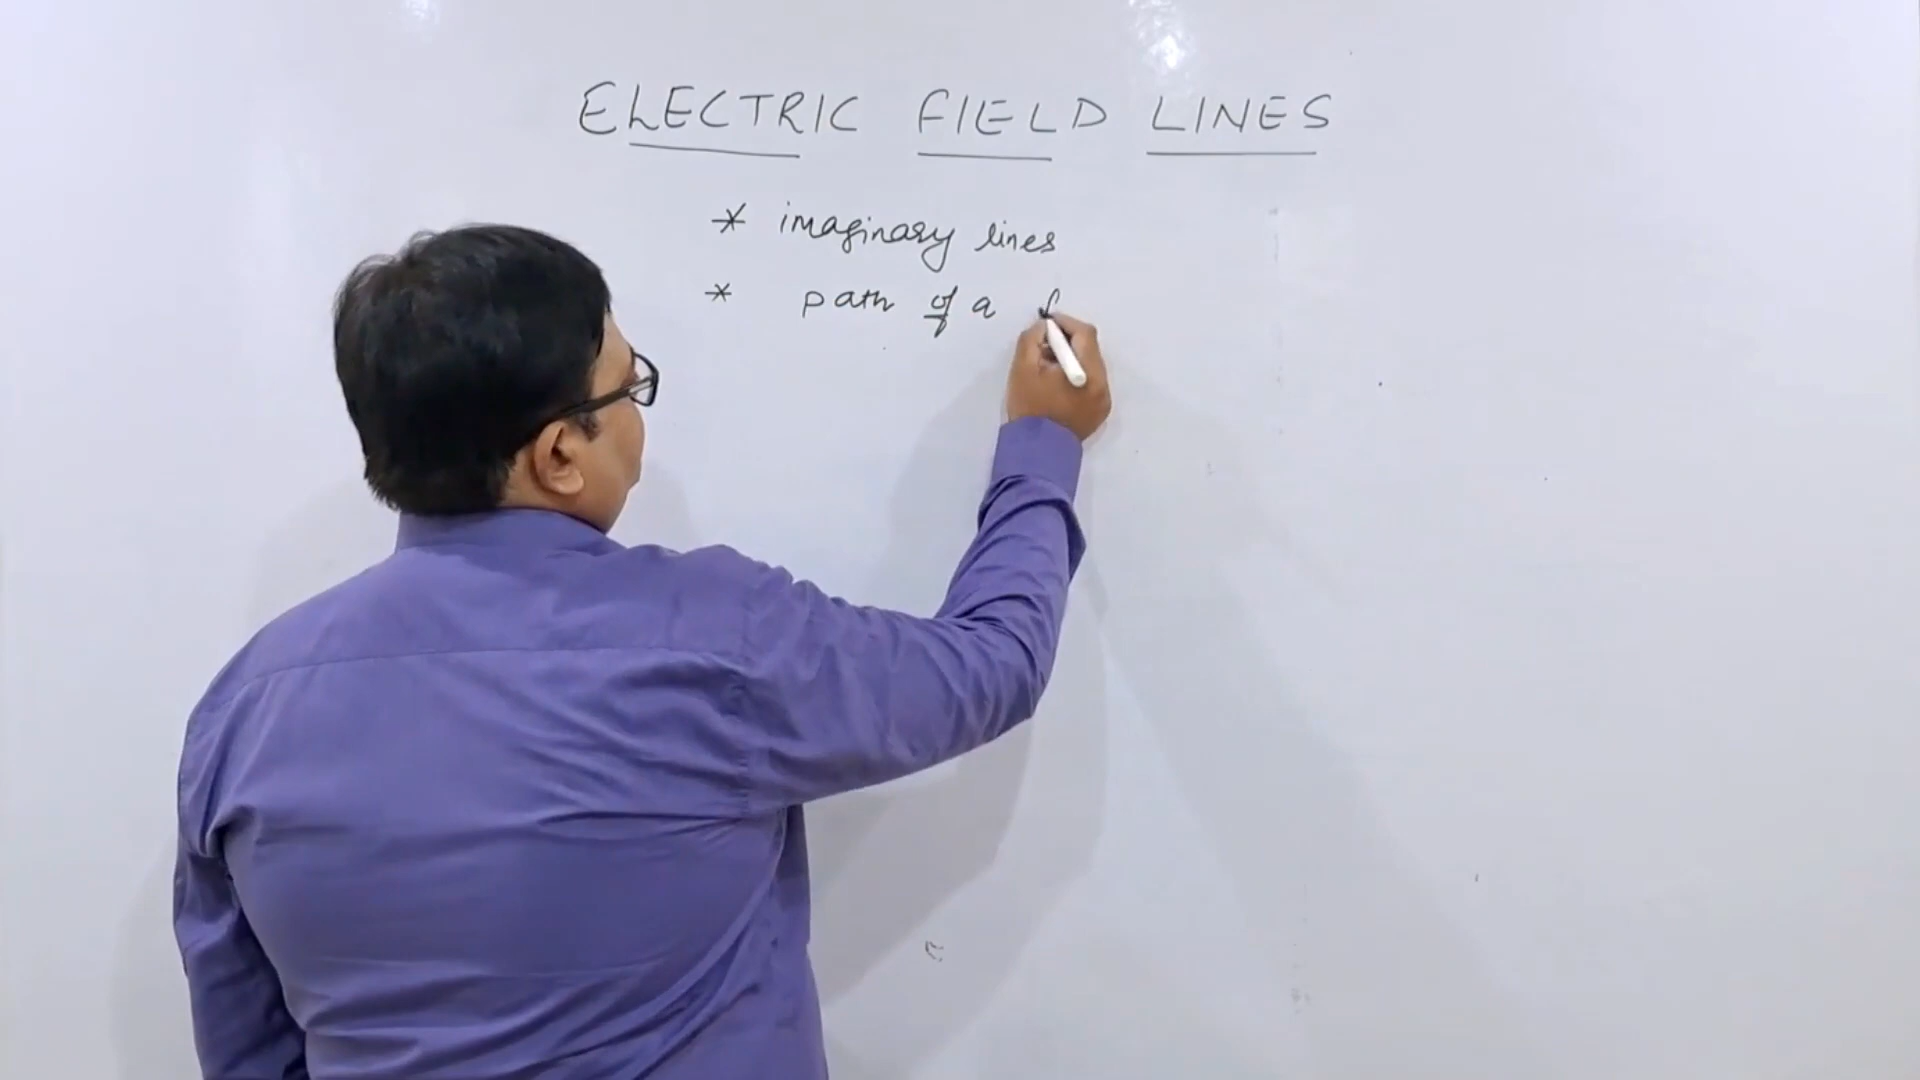 ELECTRIC FIELD LINES
* imaginary lines
* path of a f